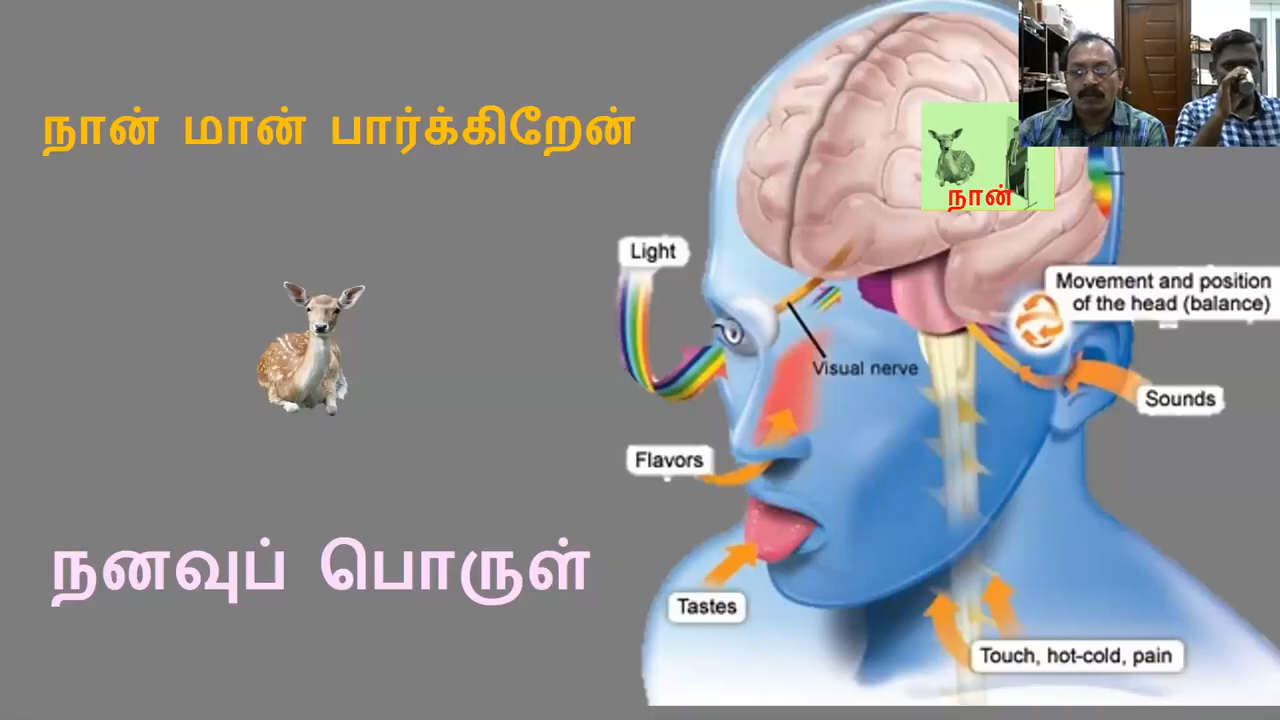 நான் மான் பார்க்கிறேன்
நான்
Light
Movement and position
of the head (balance)
Visual nerve
Sounds
Flavors
நனவுப் பொருள்
Tastes
Touch, hot-cold, pain